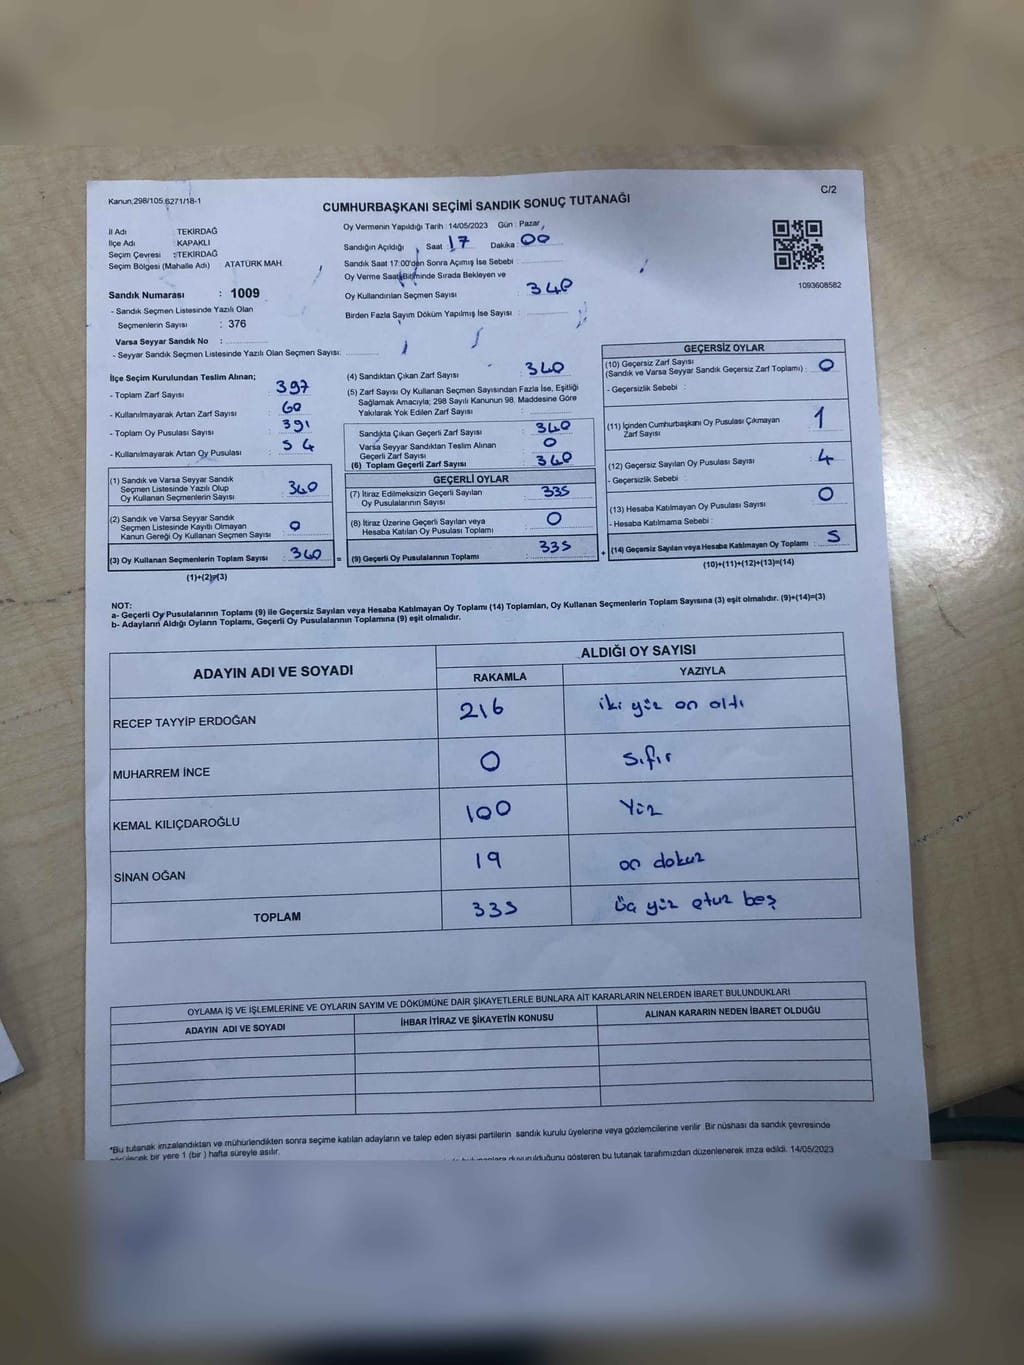 Kanun.298/105 6271/18-1
CUMHURBAŞKANI SEÇİMİ SANDIK SONUÇ TUTANAĞI
C/2
İl Adı : TEKİRDAĞ
İlçe Adı : KAPAKLI
Seçim Çevresi : TEKİRDAĞ
Seçim Bölgesi (Mahalle Adı) : ATATÜRK MAH.
Sandık Numarası : 1009
- Sandık Seçmen Listesinde Yazılı Olan
Seçmenlerin Sayısı : 376
Varsa Seyyar Sandık No :
- Seyyar Sandık Seçmen Listesinde Yazılı Olan Seçmen Sayısı:
Oy Vermenin Yapıldığı Tarih : 14/05/2023 Gün : Pazar
Sandığın Açıldığı Saat 17 Dakika 00
Sandık Saat 17:00'den Sonra Açmış İse Sebebi :
Oy Verme Saati Bitiminde Sırada Bekleyen ve
Oy Kullandırılan Seçmen Sayısı : 340
Birden Fazla Sayım Döküm Yapılmış İse Sayısı :
1093608582
İlçe Seçim Kurulundan Teslim Alınan;
- Toplam Zarf Sayısı : 397
- Kullanılmayarak Artan Zarf Sayısı : 60
- Toplam Oy Pusulası Sayısı : 391
- Kullanılmayarak Artan Oy Pusulası : 54
(1) Sandık ve Varsa Seyyar Sandık
Seçmen Listesinde Yazılı Olup
Oy Kullanan Seçmenlerin Sayısı : 340
(2) Sandık ve Varsa Seyyar Sandık
Seçmen Listesinde Kayıtlı Olmayan
Kanun Gereği Oy Kullanan Seçmen Sayısı : 0
(3) Oy Kullanan Seçmenlerin Toplam Sayısı : 340 =
(1)+(2)=(3)
(4) Sandıktan Çıkan Zarf Sayısı : 340
(5) Zarf Sayısı Oy Kullanan Seçmen Sayısından Fazla İse, Eşitliği
Sağlamak Amacıyla; 298 Sayılı Kanunun 98. Maddesine Göre
Yakılarak Yok Edilen Zarf Sayısı :
Sandıkta Çıkan Geçerli Zarf Sayısı : 340
Varsa Seyyar Sandıktan Teslim Alınan
Geçerli Zarf Sayısı : 0
(6) Toplam Geçerli Zarf Sayısı : 340
GEÇERLİ OYLAR
(7) İtiraz Edilmeksizin Geçerli Sayılan
Oy Pusulalarının Sayısı : 335
(8) İtiraz Üzerine Geçerli Sayılan veya
Hesaba Katılan Oy Pusulası Toplamı : 0
(9) Geçerli Oy Pusulalarının Toplamı : 335 +
GEÇERSİZ OYLAR
(10) Geçersiz Zarf Sayısı
(Sandık ve Varsa Seyyar Sandık Geçersiz Zarf Toplamı) : 0
- Geçersizlik Sebebi :
(11) İçinden Cumhurbaşkanı Oy Pusulası Çıkmayan
Zarf Sayısı : 1
(12) Geçersiz Sayılan Oy Pusulası Sayısı : 4
- Geçersizlik Sebebi :
(13) Hesaba Katılmayan Oy Pusulası Sayısı : 0
- Hesaba Katılmama Sebebi :
(14) Geçersiz Sayılan veya Hesaba Katılmayan Oy Toplamı : 5
(10)+(11)+(12)+(13)=(14)
NOT:
a- Geçerli Oy Pusulalarının Toplamı (9) ile Geçersiz Sayılan veya Hesaba Katılmayan Oy Toplamı (14) Toplamları, Oy Kullanan Seçmenlerin Toplam Sayısına (3) eşit olmalıdır. (9)+(14)=(3)
b- Adayların Aldığı Oyların Toplamı, Geçerli Oy Pusulalarının Toplamına (9) eşit olmalıdır.
ADAYIN ADI VE SOYADI
ALDIĞI OY SAYISI
RAKAMLA YAZIYLA
RECEP TAYYİP ERDOĞAN 216 iki yüz on altı
MUHARREM İNCE 0 Sıfır
KEMAL KILIÇDAROĞLU 100 Yüz
SİNAN OĞAN 19 on dokuz
TOPLAM 335 üç yüz otuz beş
OYLAMA İŞ VE İŞLEMLERİNE VE OYLARIN SAYIM VE DÖKÜMÜNE DAİR ŞİKAYETLERLE BUNLARA AİT KARARLARIN NELERDEN İBARET BULUNDUKLARI
ADAYIN ADI VE SOYADI İHBAR İTİRAZ VE ŞİKAYETİN KONUSU ALINAN KARARIN NEDEN İBARET OLDUĞU
*Bu tutanak imzalandıktan ve mühürlendikten sonra seçime katılan adayların ve talep eden siyasi partilerin sandık kurulu üyelerine veya gözlemcilerine verilir. Bir nüshası da sandık çevresinde
bir yere 1 (bir ) hafta süreyle asılır.
duyurulduğunu gösteren bu tutanak tarafımızdan düzenlenerek imza edildi. 14/05/2023